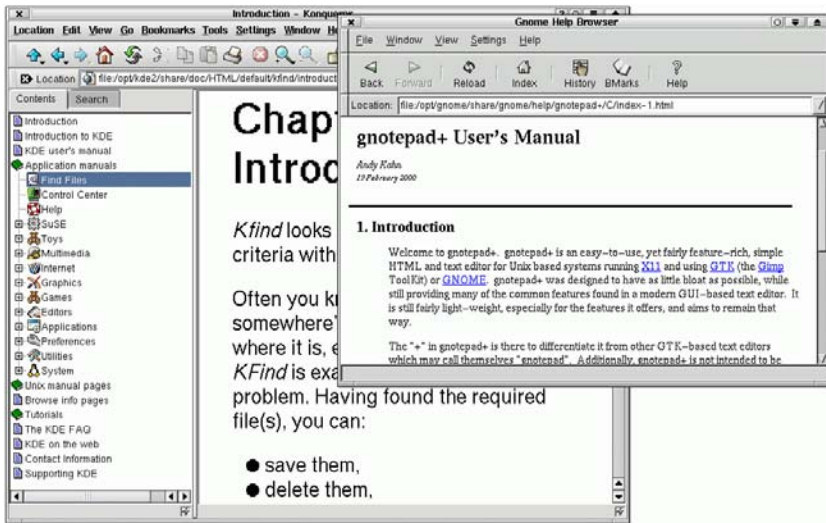 Introduction - Konquero
Location Edit View Go Bookmarks Tools Settings Window He
Location file:/opt/kde2/share/doc/HTML/default/kfind/introduct
Contents Search
Introduction
Introduction to KDE
KDE user's manual
Application manuals
Find Files
Control Center
Help
SuSE
Toys
Multimedia
Internet
Graphics
Games
Editors
Applications
Preferences
Utilities
System
Unix manual pages
Browse info pages
Tutorials
The KDE FAQ
KDE on the web
Contact Information
Supporting KDE
Chap
Introd
Kfind looks
criteria with
Often you kn
somewhere"
where it is, e
KFind is exa
problem. Having found the required
file(s), you can:
save them,
delete them,
Gnome Help Browser
File Window View Settings Help
Back Forward Reload Index History BMarks Help
Location: file:/opt/gnome/share/gnome/help/gnotepad+/C/index-1.html
gnotepad+ User's Manual
Andy Kahn
19 February 2000
1. Introduction
Welcome to gnotepad+. gnotepad+ is an easy-to-use, yet fairly feature-rich, simple
HTML and text editor for Unix based systems running X11 and using GTK (the Gimp
ToolKit) or GNOME. gnotepad+ was designed to have as little bloat as possible, while
still providing many of the common features found in a modern GUI-based text editor. It
is still fairly light-weight, especially for the features it offers, and aims to remain that
way.
The "+" in gnotepad+ is there to differentiate it from other GTK-based text editors
which may call themselves "gnotepad". Additionally, gnotepad+ is not intended to be